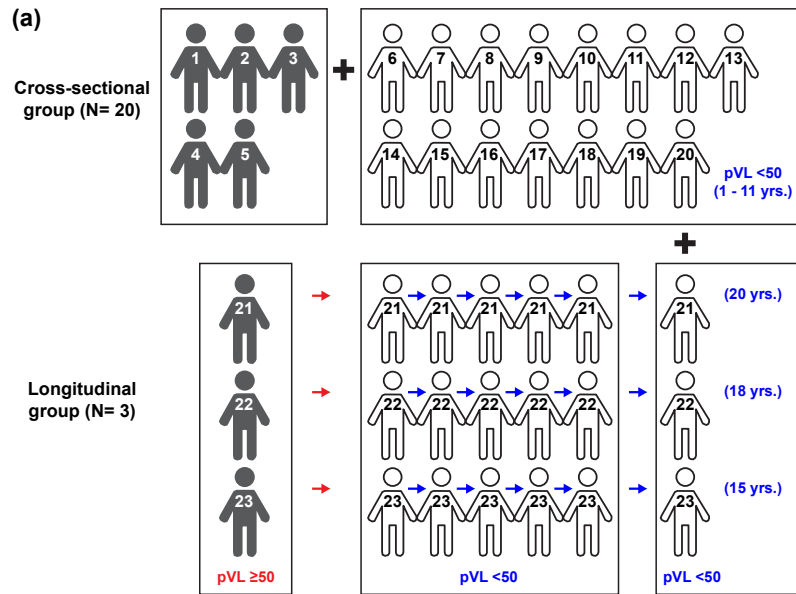 (a)
Cross-sectional
group (N= 20)
1 2 3
4 5
+
6 7 8 9 10 11 12 13
14 15 16 17 18 19 20
pVL <50
(1 - 11 yrs.)
+
Longitudinal
group (N= 3)
21 21 21 21 21 21 21 (20 yrs.)
22 22 22 22 22 22 22 (18 yrs.)
23 23 23 23 23 23 23 (15 yrs.)
pVL ≥50 pVL <50 pVL <50